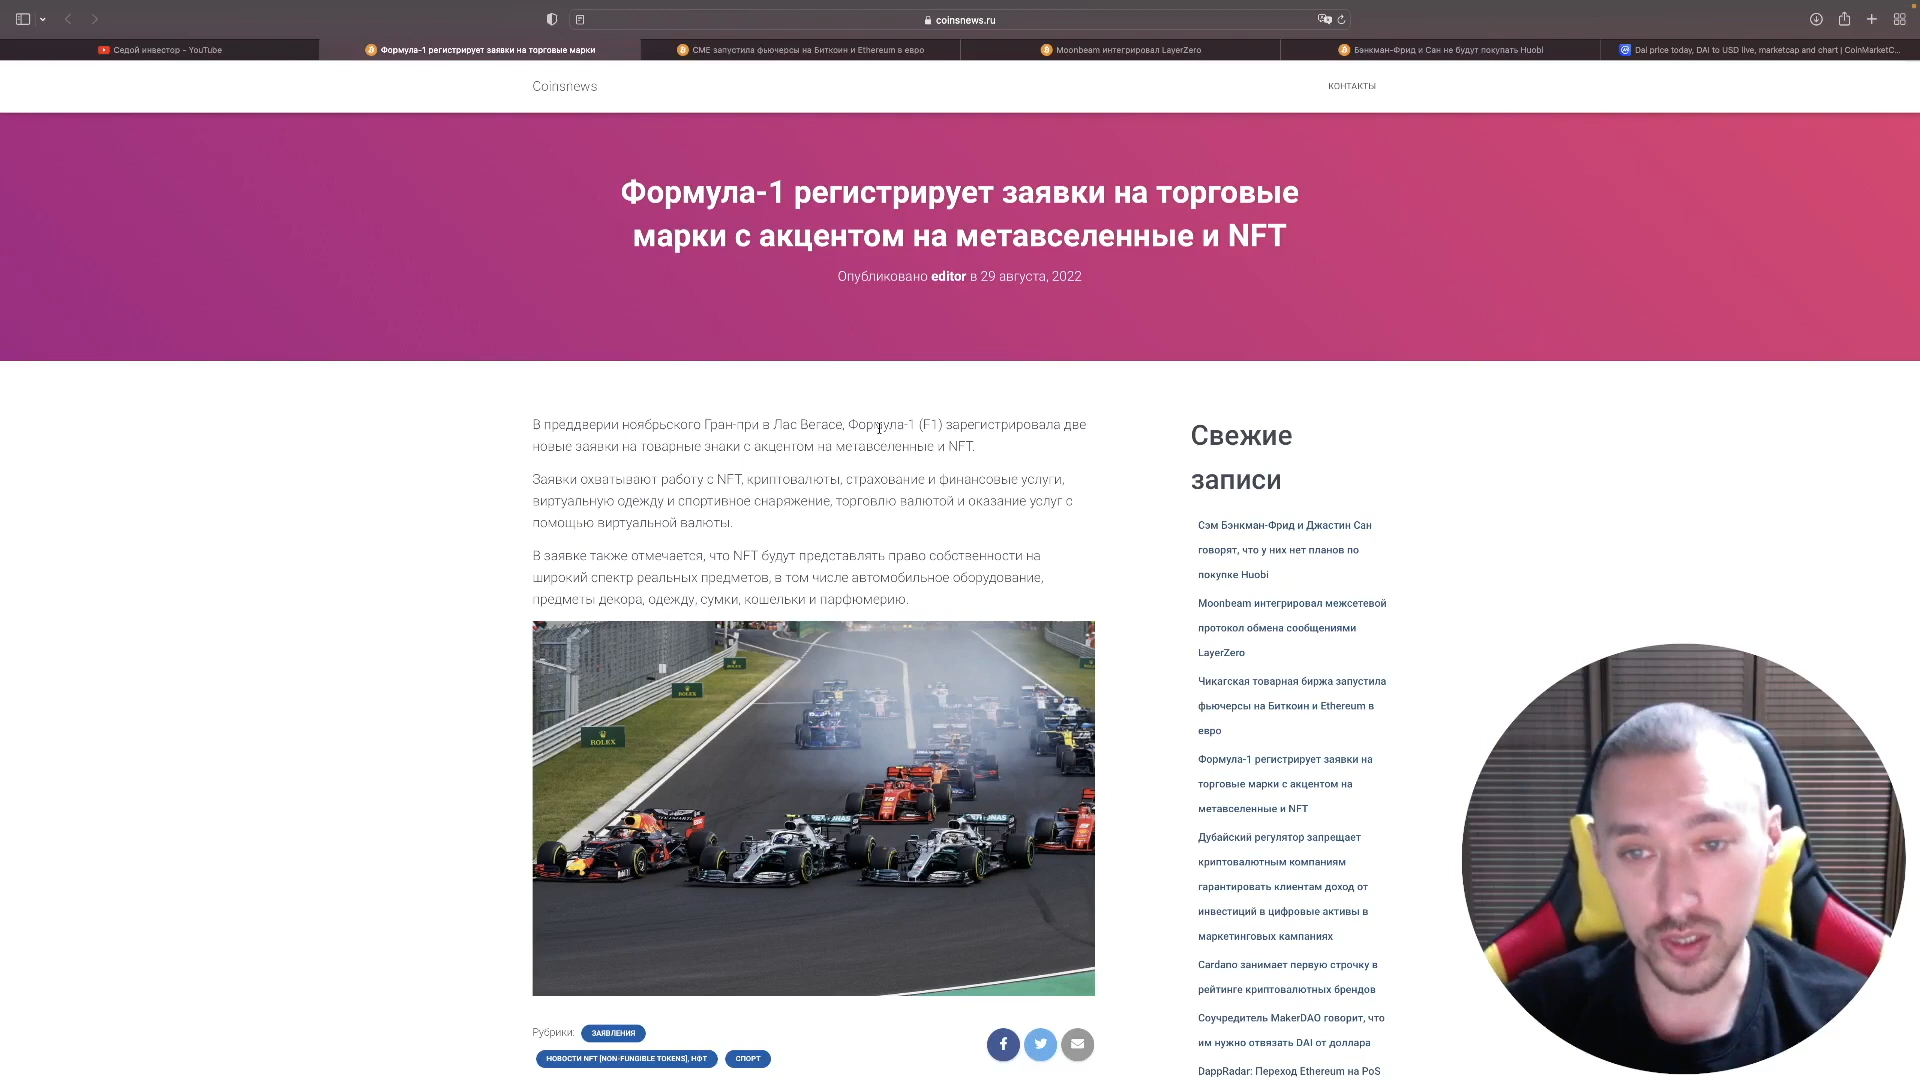 coinsnews.ru
Седой инвестор – YouTube
Формула-1 регистрирует заявки на торговые марки
CME запустила фьючерсы на Биткоин и Ethereum в евро
Moonbeam интегрировал LayerZero
Бэнкман-Фрид и Сан не будут покупать Huobi
Dai price today, DAI to USD live, marketcap and chart | CoinMarketC...
Coinsnews
КОНТАКТЫ
Формула-1 регистрирует заявки на торговые
марки с акцентом на метавселенные и NFT
Опубликовано editor в 29 августа, 2022
В преддверии ноябрьского Гран-при в Лас Вегасе, Формула-1 (F1) зарегистрировала две
новые заявки на товарные знаки с акцентом на метавселенные и NFT.
Заявки охватывают работу с NFT, криптовалюты, страхование и финансовые услуги,
виртуальную одежду и спортивное снаряжение, торговлю валютой и оказание услуг с
помощью виртуальной валюты.
В заявке также отмечается, что NFT будут представлять право собственности на
широкий спектр реальных предметов, в том числе автомобильное оборудование,
предметы декора, одежду, сумки, кошельки и парфюмерию.
ROLEX
ROLEX
ROLEX
PETRONAS
PETRONAS
16
Рубрики:
ЗАЯВЛЕНИЯ
НОВОСТИ NFT [NON-FUNGIBLE TOKENS], НФТ
СПОРТ
Свежие
записи
Сэм Бэнкман-Фрид и Джастин Сан
говорят, что у них нет планов по
покупке Huobi
Moonbeam интегрировал межсетевой
протокол обмена сообщениями
LayerZero
Чикагская товарная биржа запустила
фьючерсы на Биткоин и Ethereum в
евро
Формула-1 регистрирует заявки на
торговые марки с акцентом на
метавселенные и NFT
Дубайский регулятор запрещает
криптовалютным компаниям
гарантировать клиентам доход от
инвестиций в цифровые активы в
маркетинговых кампаниях
Cardano занимает первую строчку в
рейтинге криптовалютных брендов
Соучредитель MakerDAO говорит, что
им нужно отвязать DAI от доллара
DappRadar: Переход Ethereum на PoS